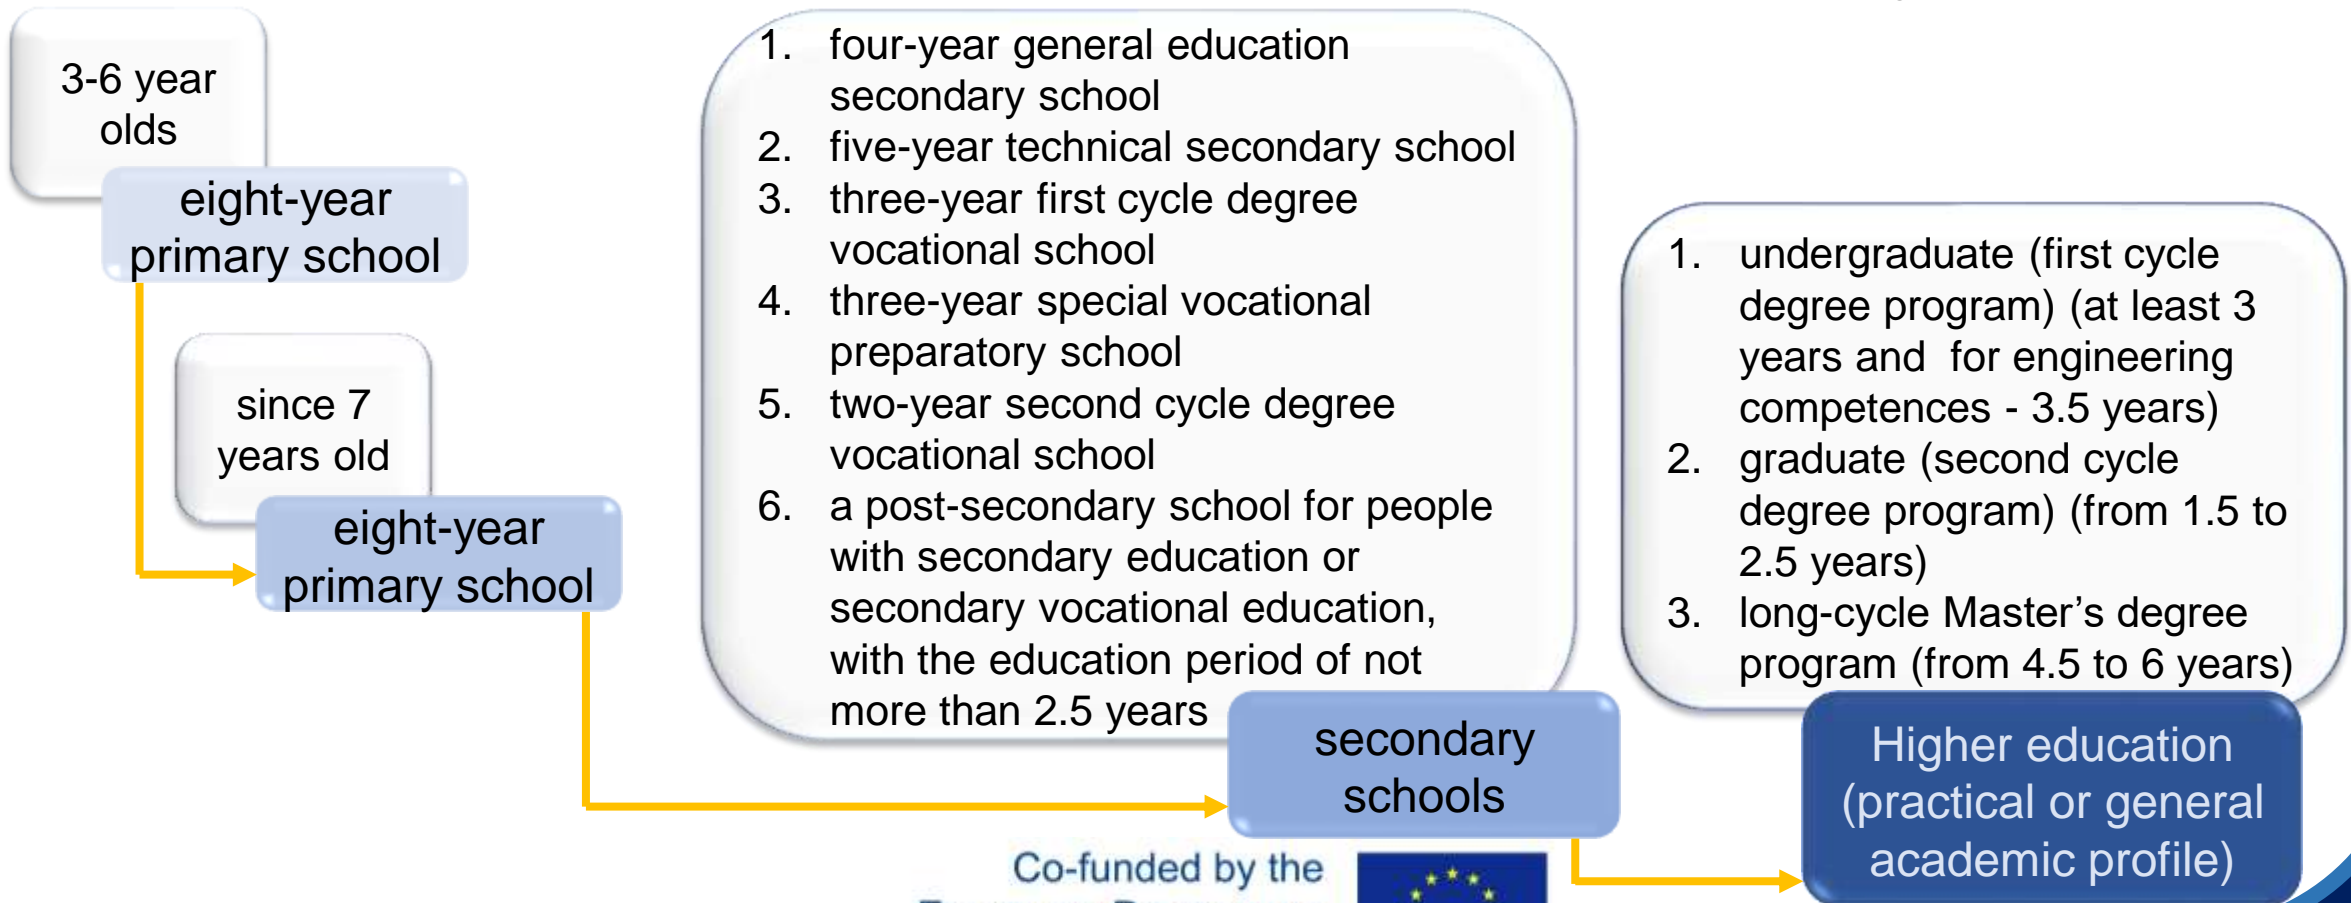 3-6 year
olds
eight-year
primary school
since 7
years old
eight-year
primary school
1. four-year general education
secondary school
2. five-year technical secondary school
3. three-year first cycle degree
vocational school
4. three-year special vocational
preparatory school
5. two-year second cycle degree
vocational school
6. a post-secondary school for people
with secondary education or
secondary vocational education,
with the education period of not
more than 2.5 years
secondary
schools
1. undergraduate (first cycle
degree program) (at least 3
years and for engineering
competences - 3.5 years)
2. graduate (second cycle
degree program) (from 1.5 to
2.5 years)
3. long-cycle Master's degree
program (from 4.5 to 6 years)
Higher education
(practical or general
academic profile)
Co-funded by the